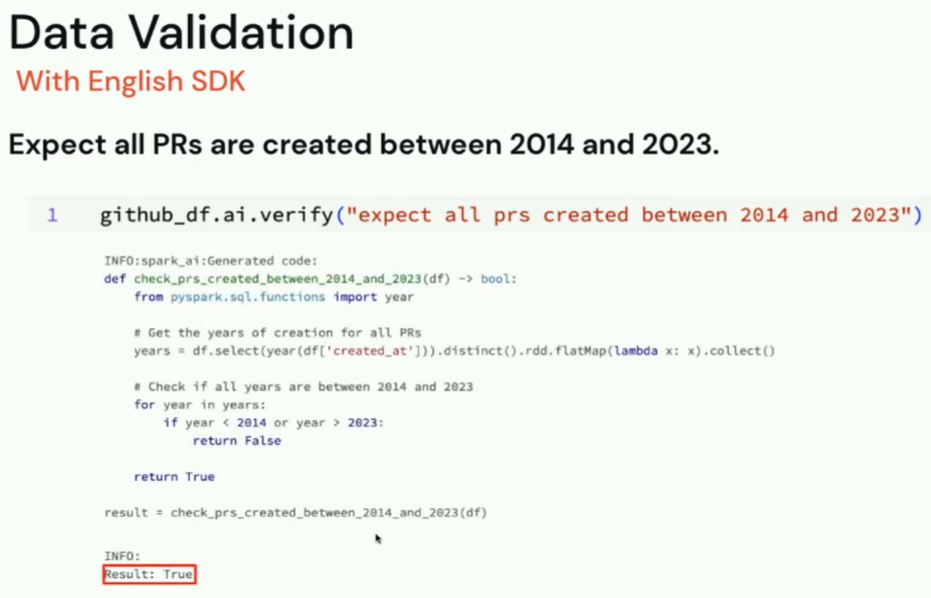 Data Validation
With English SDK
Expect all PRs are created between 2014 and 2023.
1 github_df.ai.verify("expect all prs created between 2014 and 2023")
INFO:spark_ai:Generated code:
def check_prs_created_between_2014_and_2023(df) -> bool:
    from pyspark.sql.functions import year
    # Get the years of creation for all PRs
    years = df.select(year(df['created_at'])).distinct().rdd.flatMap(lambda x: x).collect()
    # Check if all years are between 2014 and 2023
    for year in years:
        if year < 2014 or year > 2023:
            return False
    return True
result = check_prs_created_between_2014_and_2023(df)
INFO:
Result: True